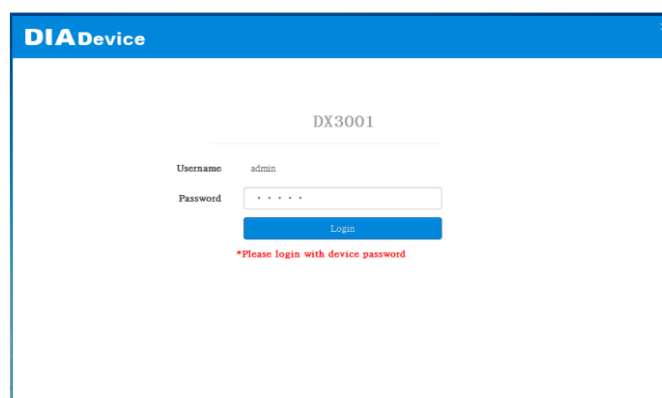 DIADevice
DX3001
Username admin
Password • • • • •
Login
*Please login with device password